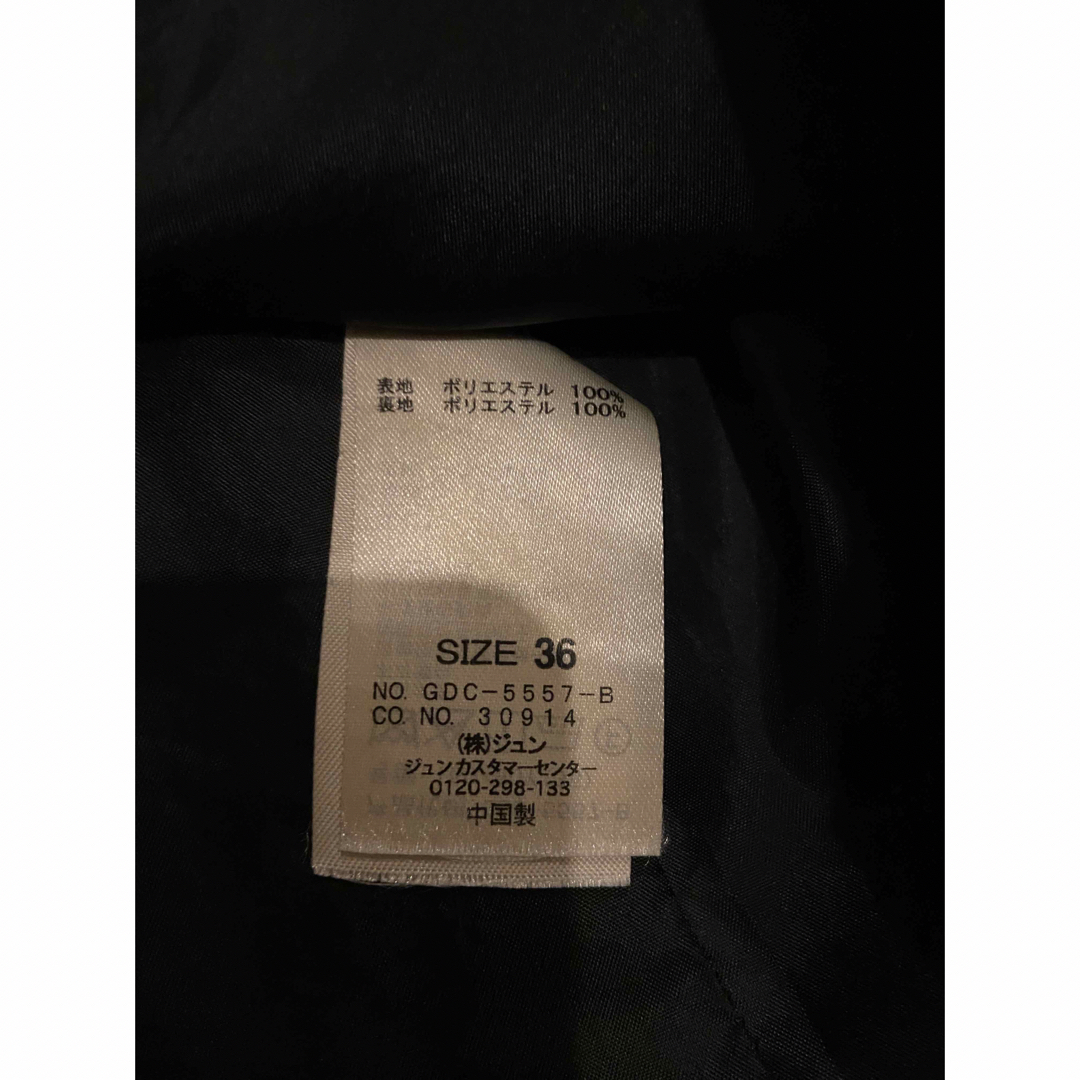 表地 ポリエステル 100%
裏地 ポリエステル 100%
SIZE 36
NO. GDC-5557-B
CO. NO. 30914
(株)ジュン
ジュンカスタマーセンター
0120-298-133
中国製